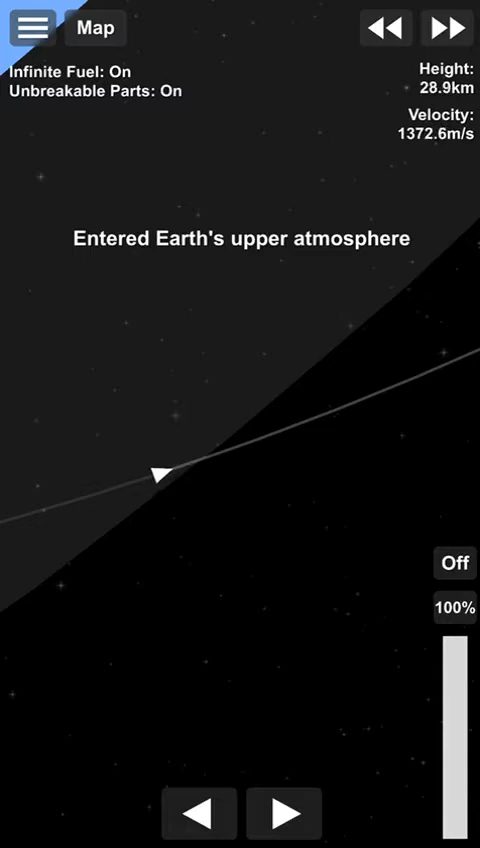 Map
Infinite Fuel: On
Unbreakable Parts: On
Height:
28.9km
Velocity:
1372.6m/s
Entered Earth's upper atmosphere
Off
100%